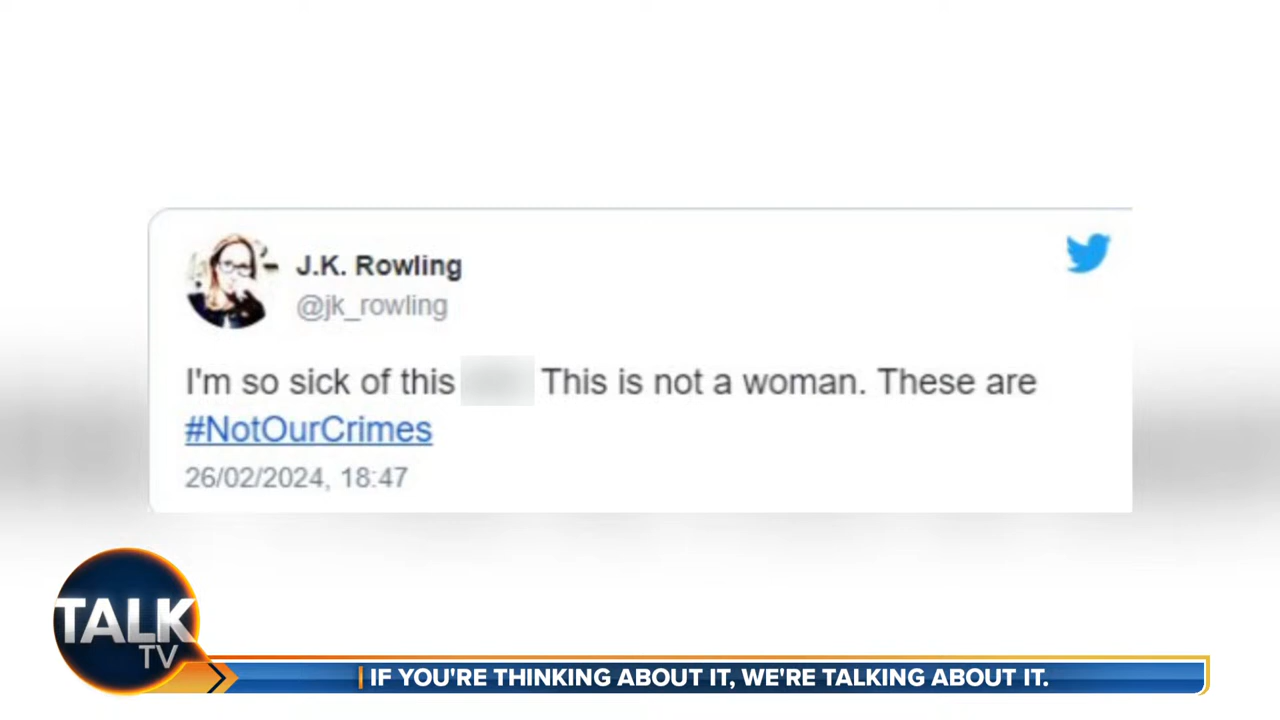 J.K. Rowling
@jk_rowling
I'm so sick of this This is not a woman. These are
#NotOurCrimes
26/02/2024, 18:47
TALK
TV
IF YOU'RE THINKING ABOUT IT, WE'RE TALKING ABOUT IT.